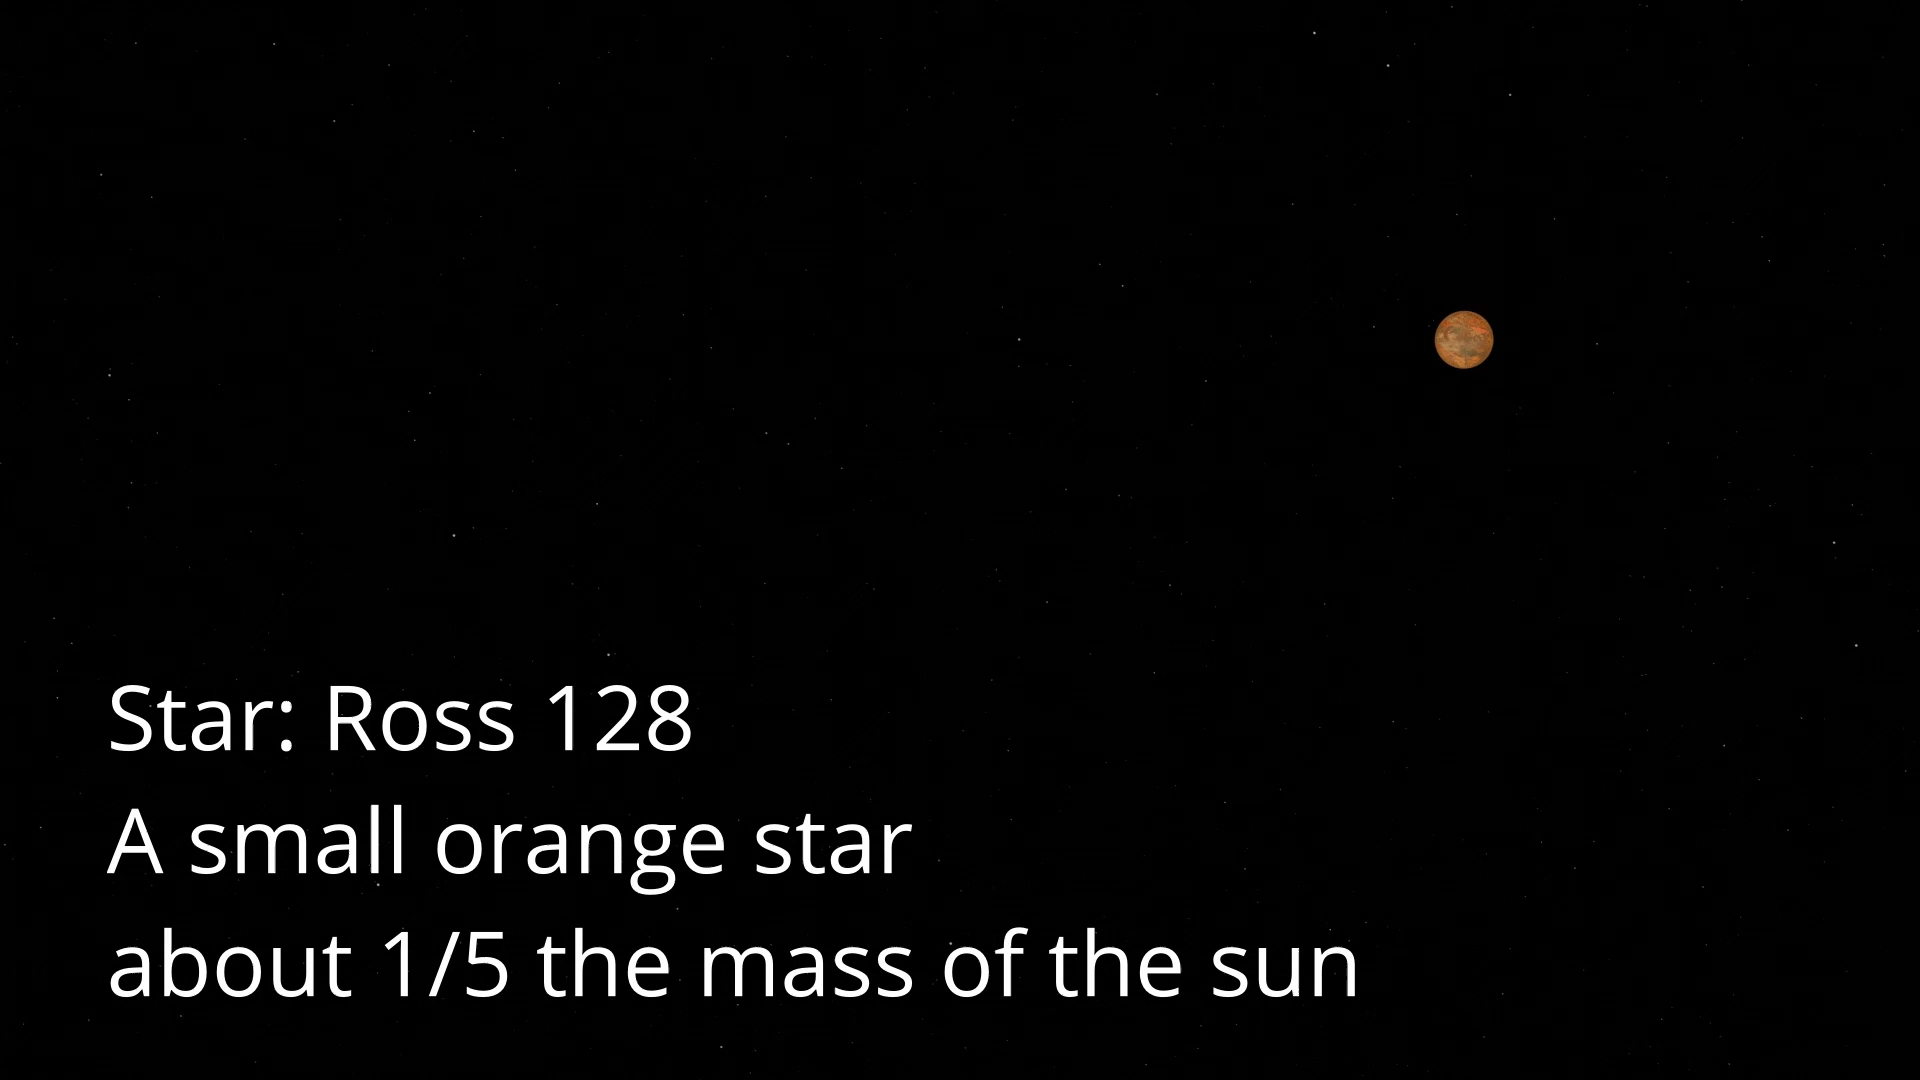 Star: Ross 128
A small orange star
about 1/5 the mass of the sun